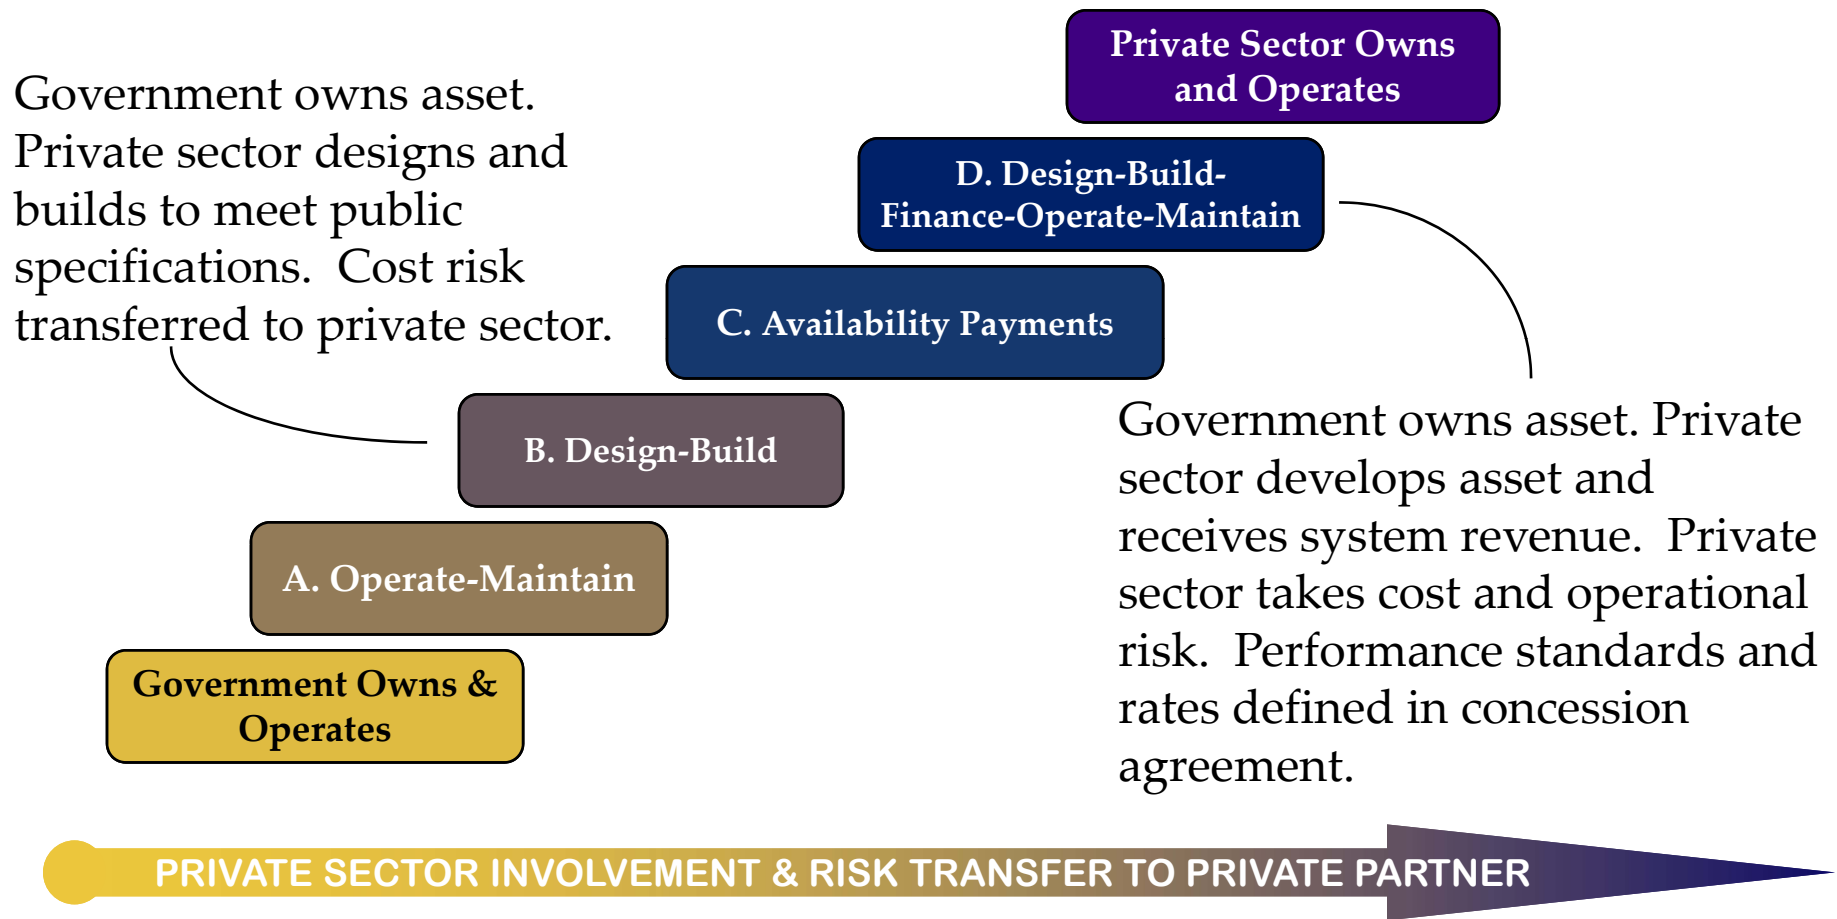 Private Sector Owns
and Operates
Government owns asset.
Private sector designs and
builds to meet public
specifications.  Cost risk
transferred to private sector.
D. Design-Build-
Finance-Operate-Maintain
C. Availability Payments
B. Design-Build
A. Operate-Maintain
Government Owns &
Operates
Government owns asset. Private
sector develops asset and
receives system revenue.  Private
sector takes cost and operational
risk.  Performance standards and
rates defined in concession
agreement.
PRIVATE SECTOR INVOLVEMENT & RISK TRANSFER TO PRIVATE PARTNER